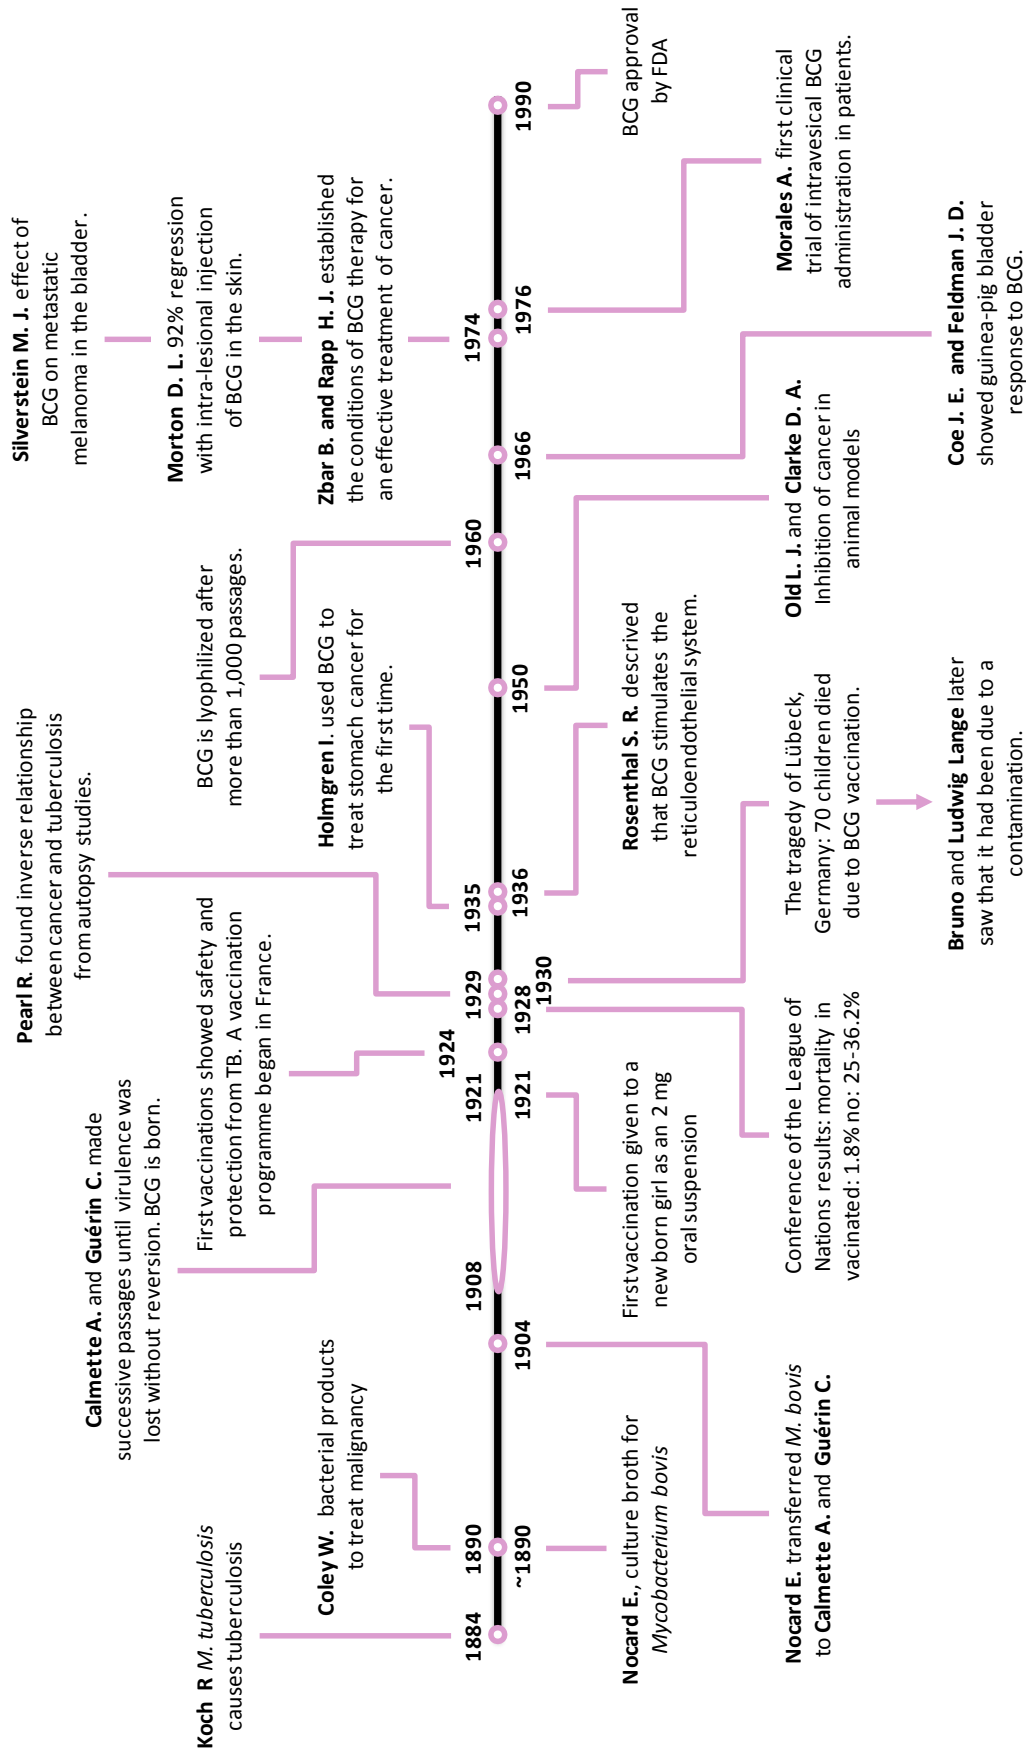 Koch R M. tuberculosis
causes tuberculosis
1884
Coley W. bacterial products
to treat malignancy
1890
~1890
Nocard E., culture broth for
Mycobacterium bovis
1904
Nocard E. transferred M. bovis
to Calmette A. and Guérin C.
Calmette A. and Guérin C. made
successive passages until virulence was
lost without reversion. BCG is born.
1908
1921
1921
First vaccination given to a
new born girl as an 2 mg
oral suspension
First vaccinations showed safety and
protection from TB. A vaccination
programme began in France.
1924
1928
Conference of the League of
Nations results: mortality in
vacinated: 1.8% no: 25-36.2%
Pearl R. found inverse relationship
between cancer and tuberculosis
from autopsy studies.
1929
1930
The tragedy of Lübeck,
Germany: 70 children died
due to BCG vaccination.
Bruno and Ludwig Lange later
saw that it had been due to a
contamination.
Holmgren I. used BCG to
treat stomach cancer for
the first time.
1935
1936
Rosenthal S. R. descrived
that BCG stimulates the
reticuloendothelial system.
1950
Old L. J. and Clarke D. A.
Inhibition of cancer in
animal models
BCG is lyophilized after
more than 1,000 passages.
1960
1966
Coe J. E. and Feldman J. D.
showed guinea-pig bladder
response to BCG.
Silverstein M. J. effect of
BCG on metastatic
melanoma in the bladder.
Morton D. L. 92% regression
with intra-lesional injection
of BCG in the skin.
Zbar B. and Rapp H. J. established
the conditions of BCG therapy for
an effective treatment of cancer.
1974
1976
Morales A. first clinical
trial of intravesical BCG
administration in patients.
1990
BCG approval
by FDA